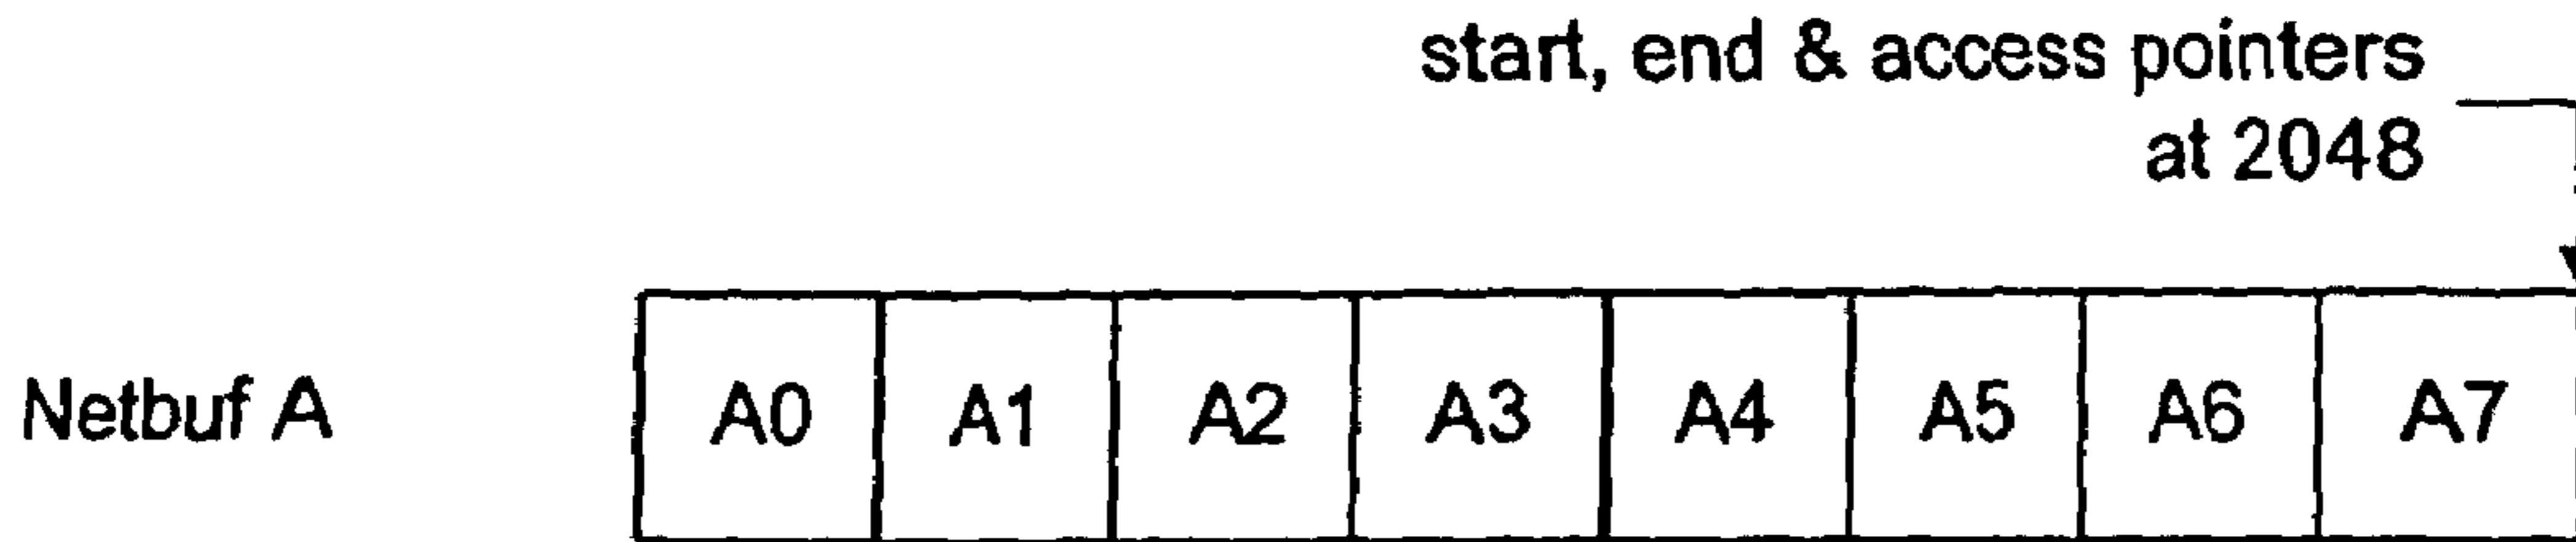 start, end & access pointers
at 2048
Netbuf A A0 A1 A2 A3 A4 A5 A6 A7